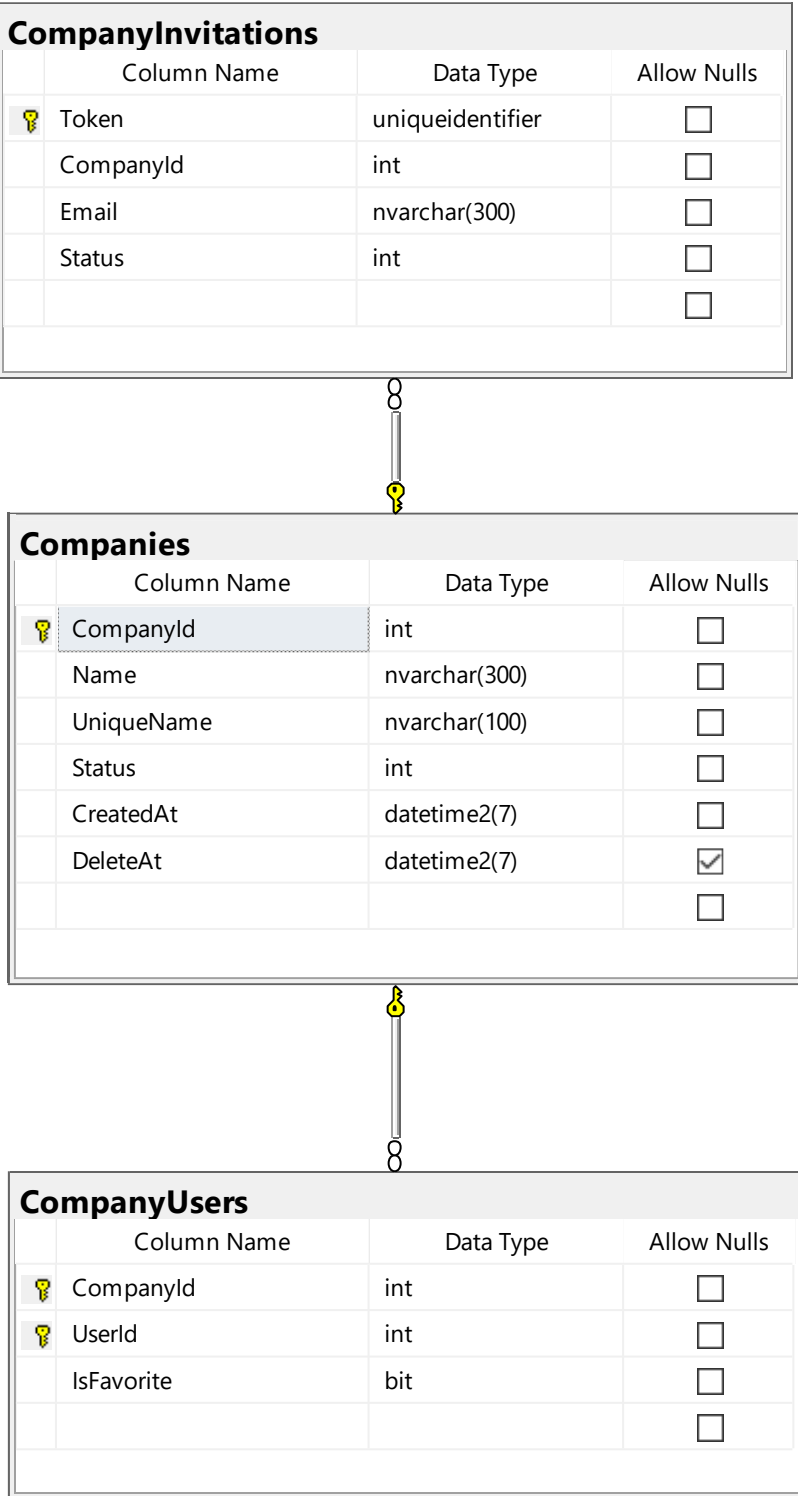 CompanyInvitations
Column Name Data Type Allow Nulls
Token uniqueidentifier
CompanyId int
Email nvarchar(300)
Status int
Companies
Column Name Data Type Allow Nulls
CompanyId int
Name nvarchar(300)
UniqueName nvarchar(100)
Status int
CreatedAt datetime2(7)
DeleteAt datetime2(7)
CompanyUsers
Column Name Data Type Allow Nulls
CompanyId int
UserId int
IsFavorite bit